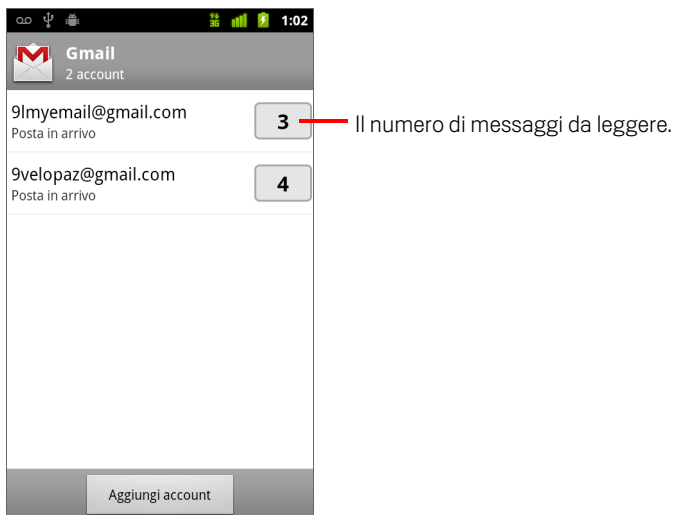 3G 1:02
Gmail
2 account
9lmyemail@gmail.com
Posta in arrivo
3
Il numero di messaggi da leggere.
9velopaz@gmail.com
Posta in arrivo
4
Aggiungi account